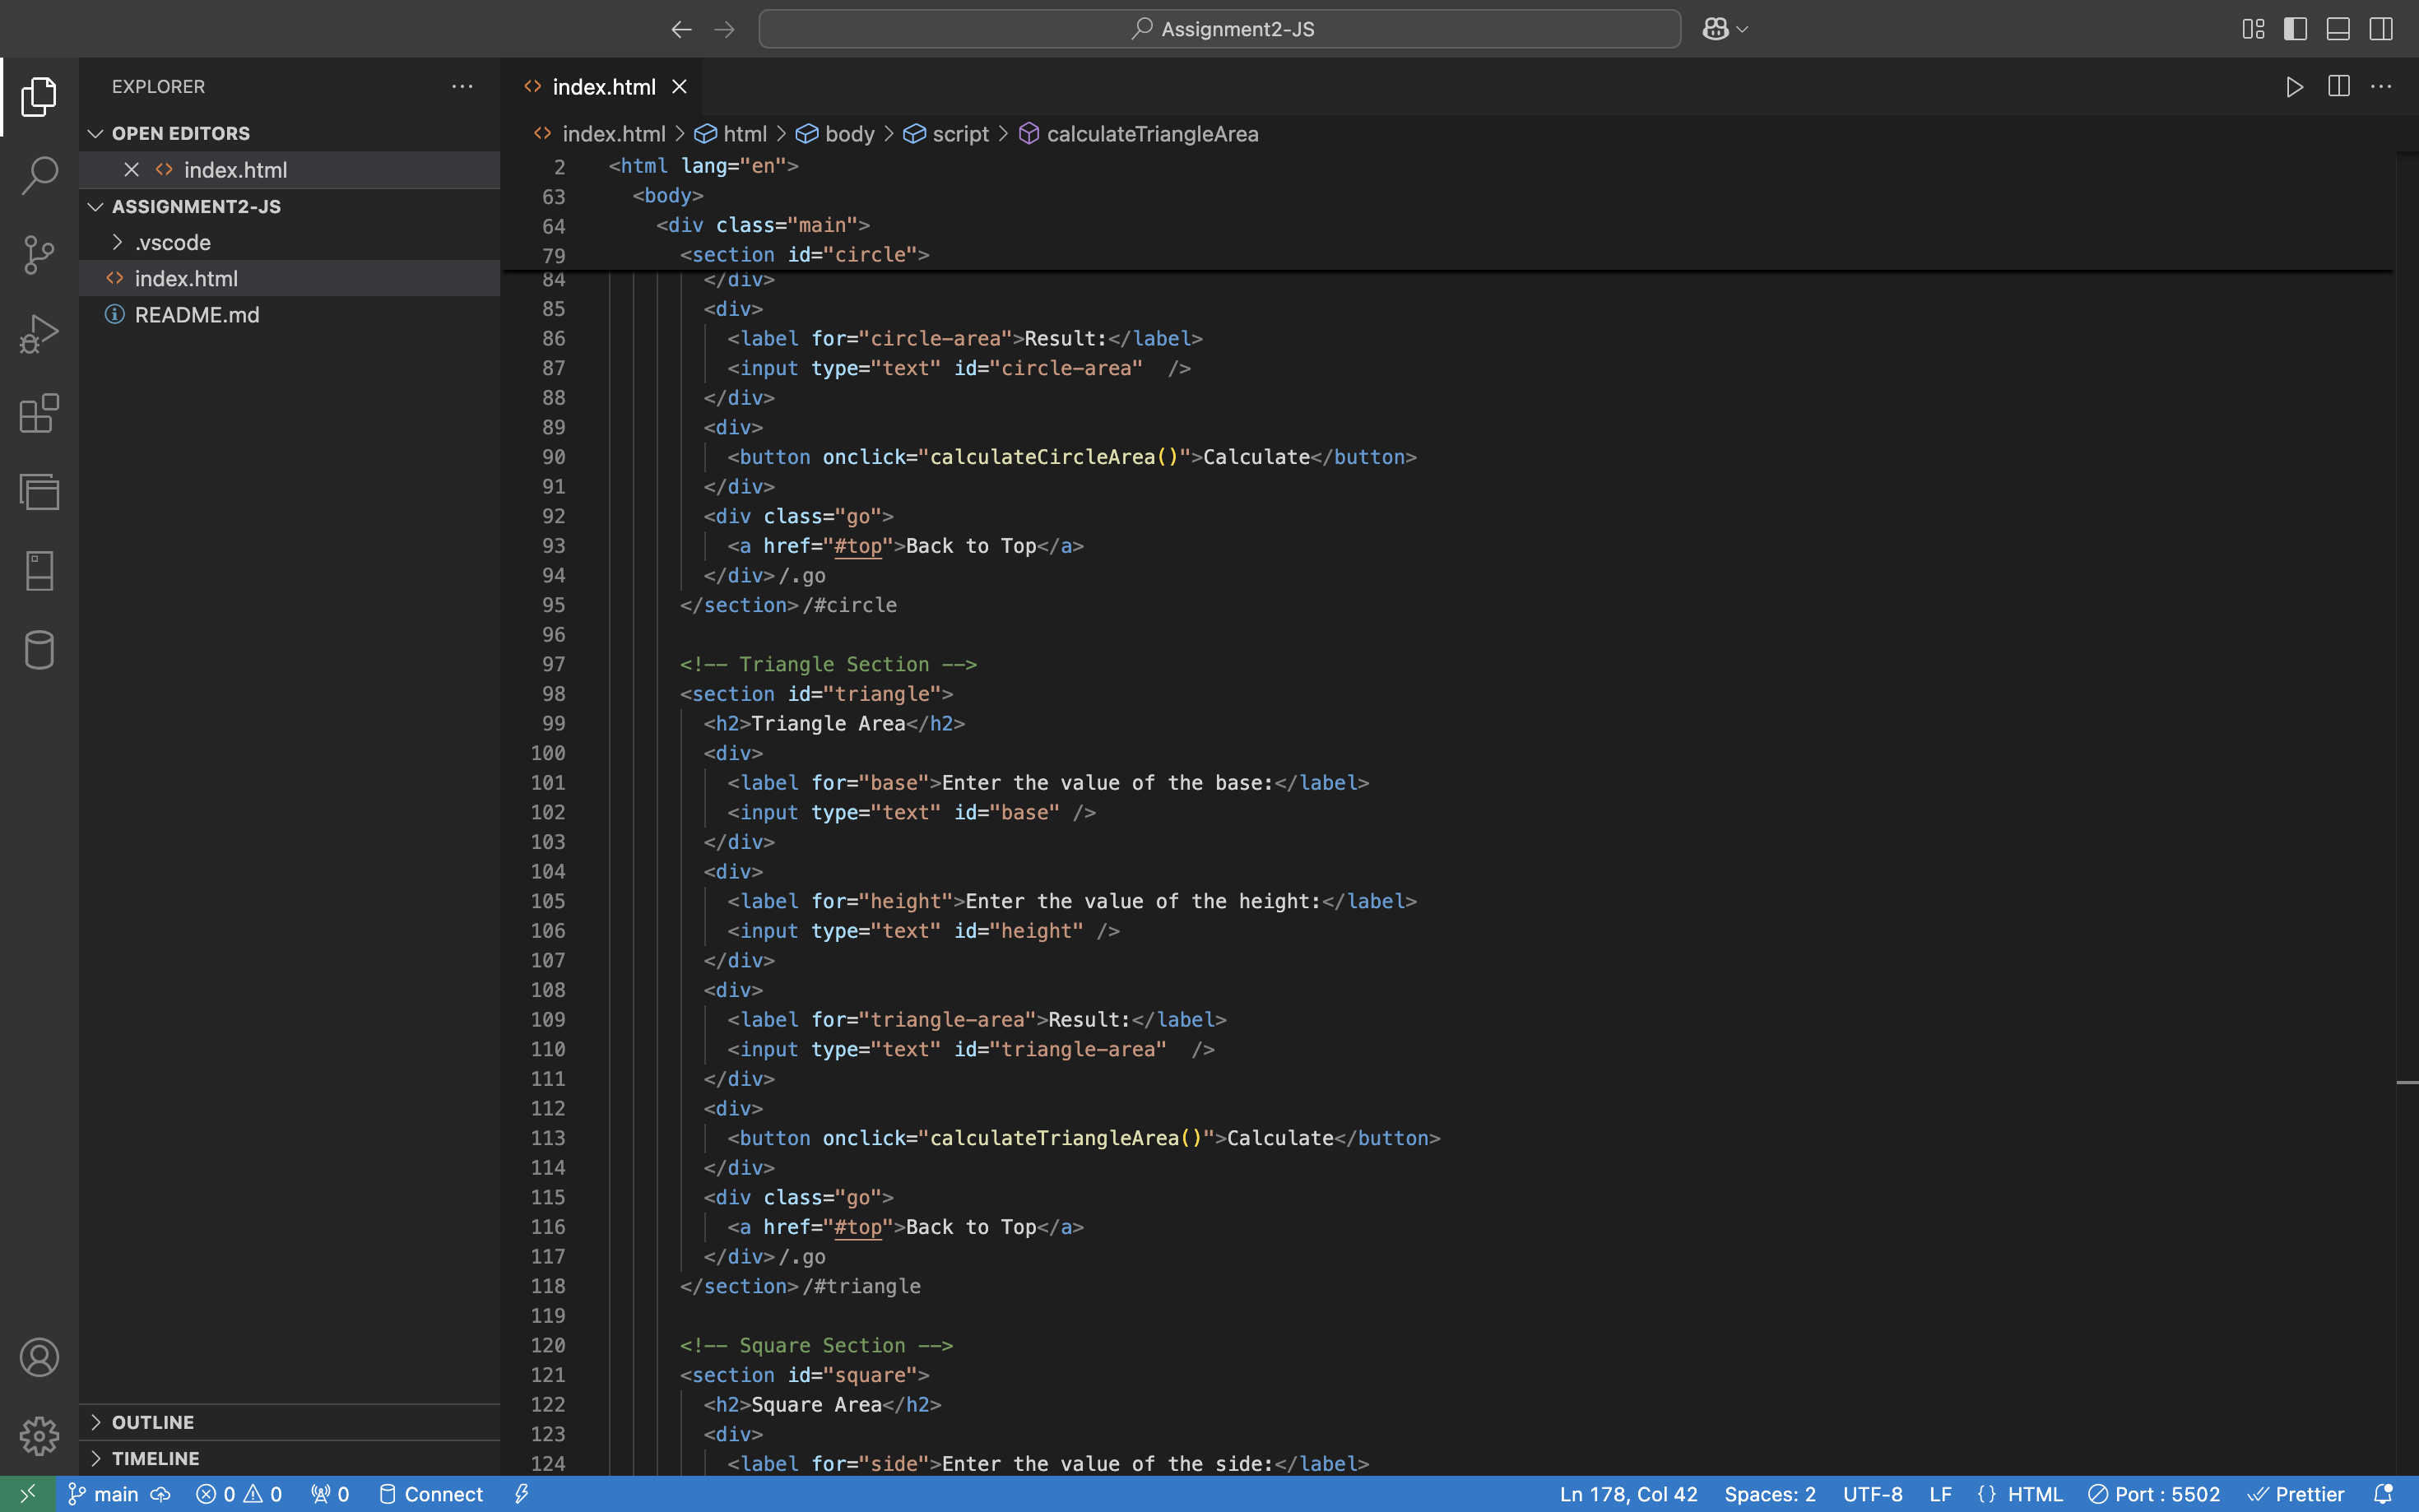 Assignment2-JS
EXPLORER
OPEN EDITORS
index.html
ASSIGNMENT2-JS
.vscode
index.html
README.md
OUTLINE
TIMELINE
index.html
index.html > html > body > script > calculateTriangleArea
2 <html lang="en">
63 <body>
64 <div class="main">
79 <section id="circle">
84 </div>
85 <div>
86 <label for="circle-area">Result:</label>
87 <input type="text" id="circle-area"  />
88 </div>
89 <div>
90 <button onclick="calculateCircleArea()">Calculate</button>
91 </div>
92 <div class="go">
93 <a href="#top">Back to Top</a>
94 </div>/.go
95 </section>/#circle
96
97 <!-- Triangle Section -->
98 <section id="triangle">
99 <h2>Triangle Area</h2>
100 <div>
101 <label for="base">Enter the value of the base:</label>
102 <input type="text" id="base" />
103 </div>
104 <div>
105 <label for="height">Enter the value of the height:</label>
106 <input type="text" id="height" />
107 </div>
108 <div>
109 <label for="triangle-area">Result:</label>
110 <input type="text" id="triangle-area"  />
111 </div>
112 <div>
113 <button onclick="calculateTriangleArea()">Calculate</button>
114 </div>
115 <div class="go">
116 <a href="#top">Back to Top</a>
117 </div>/.go
118 </section>/#triangle
119
120 <!-- Square Section -->
121 <section id="square">
122 <h2>Square Area</h2>
123 <div>
124 <label for="side">Enter the value of the side:</label>
main 0 0 0 Connect Ln 178, Col 42 Spaces: 2 UTF-8 LF {} HTML Port : 5502 Prettier